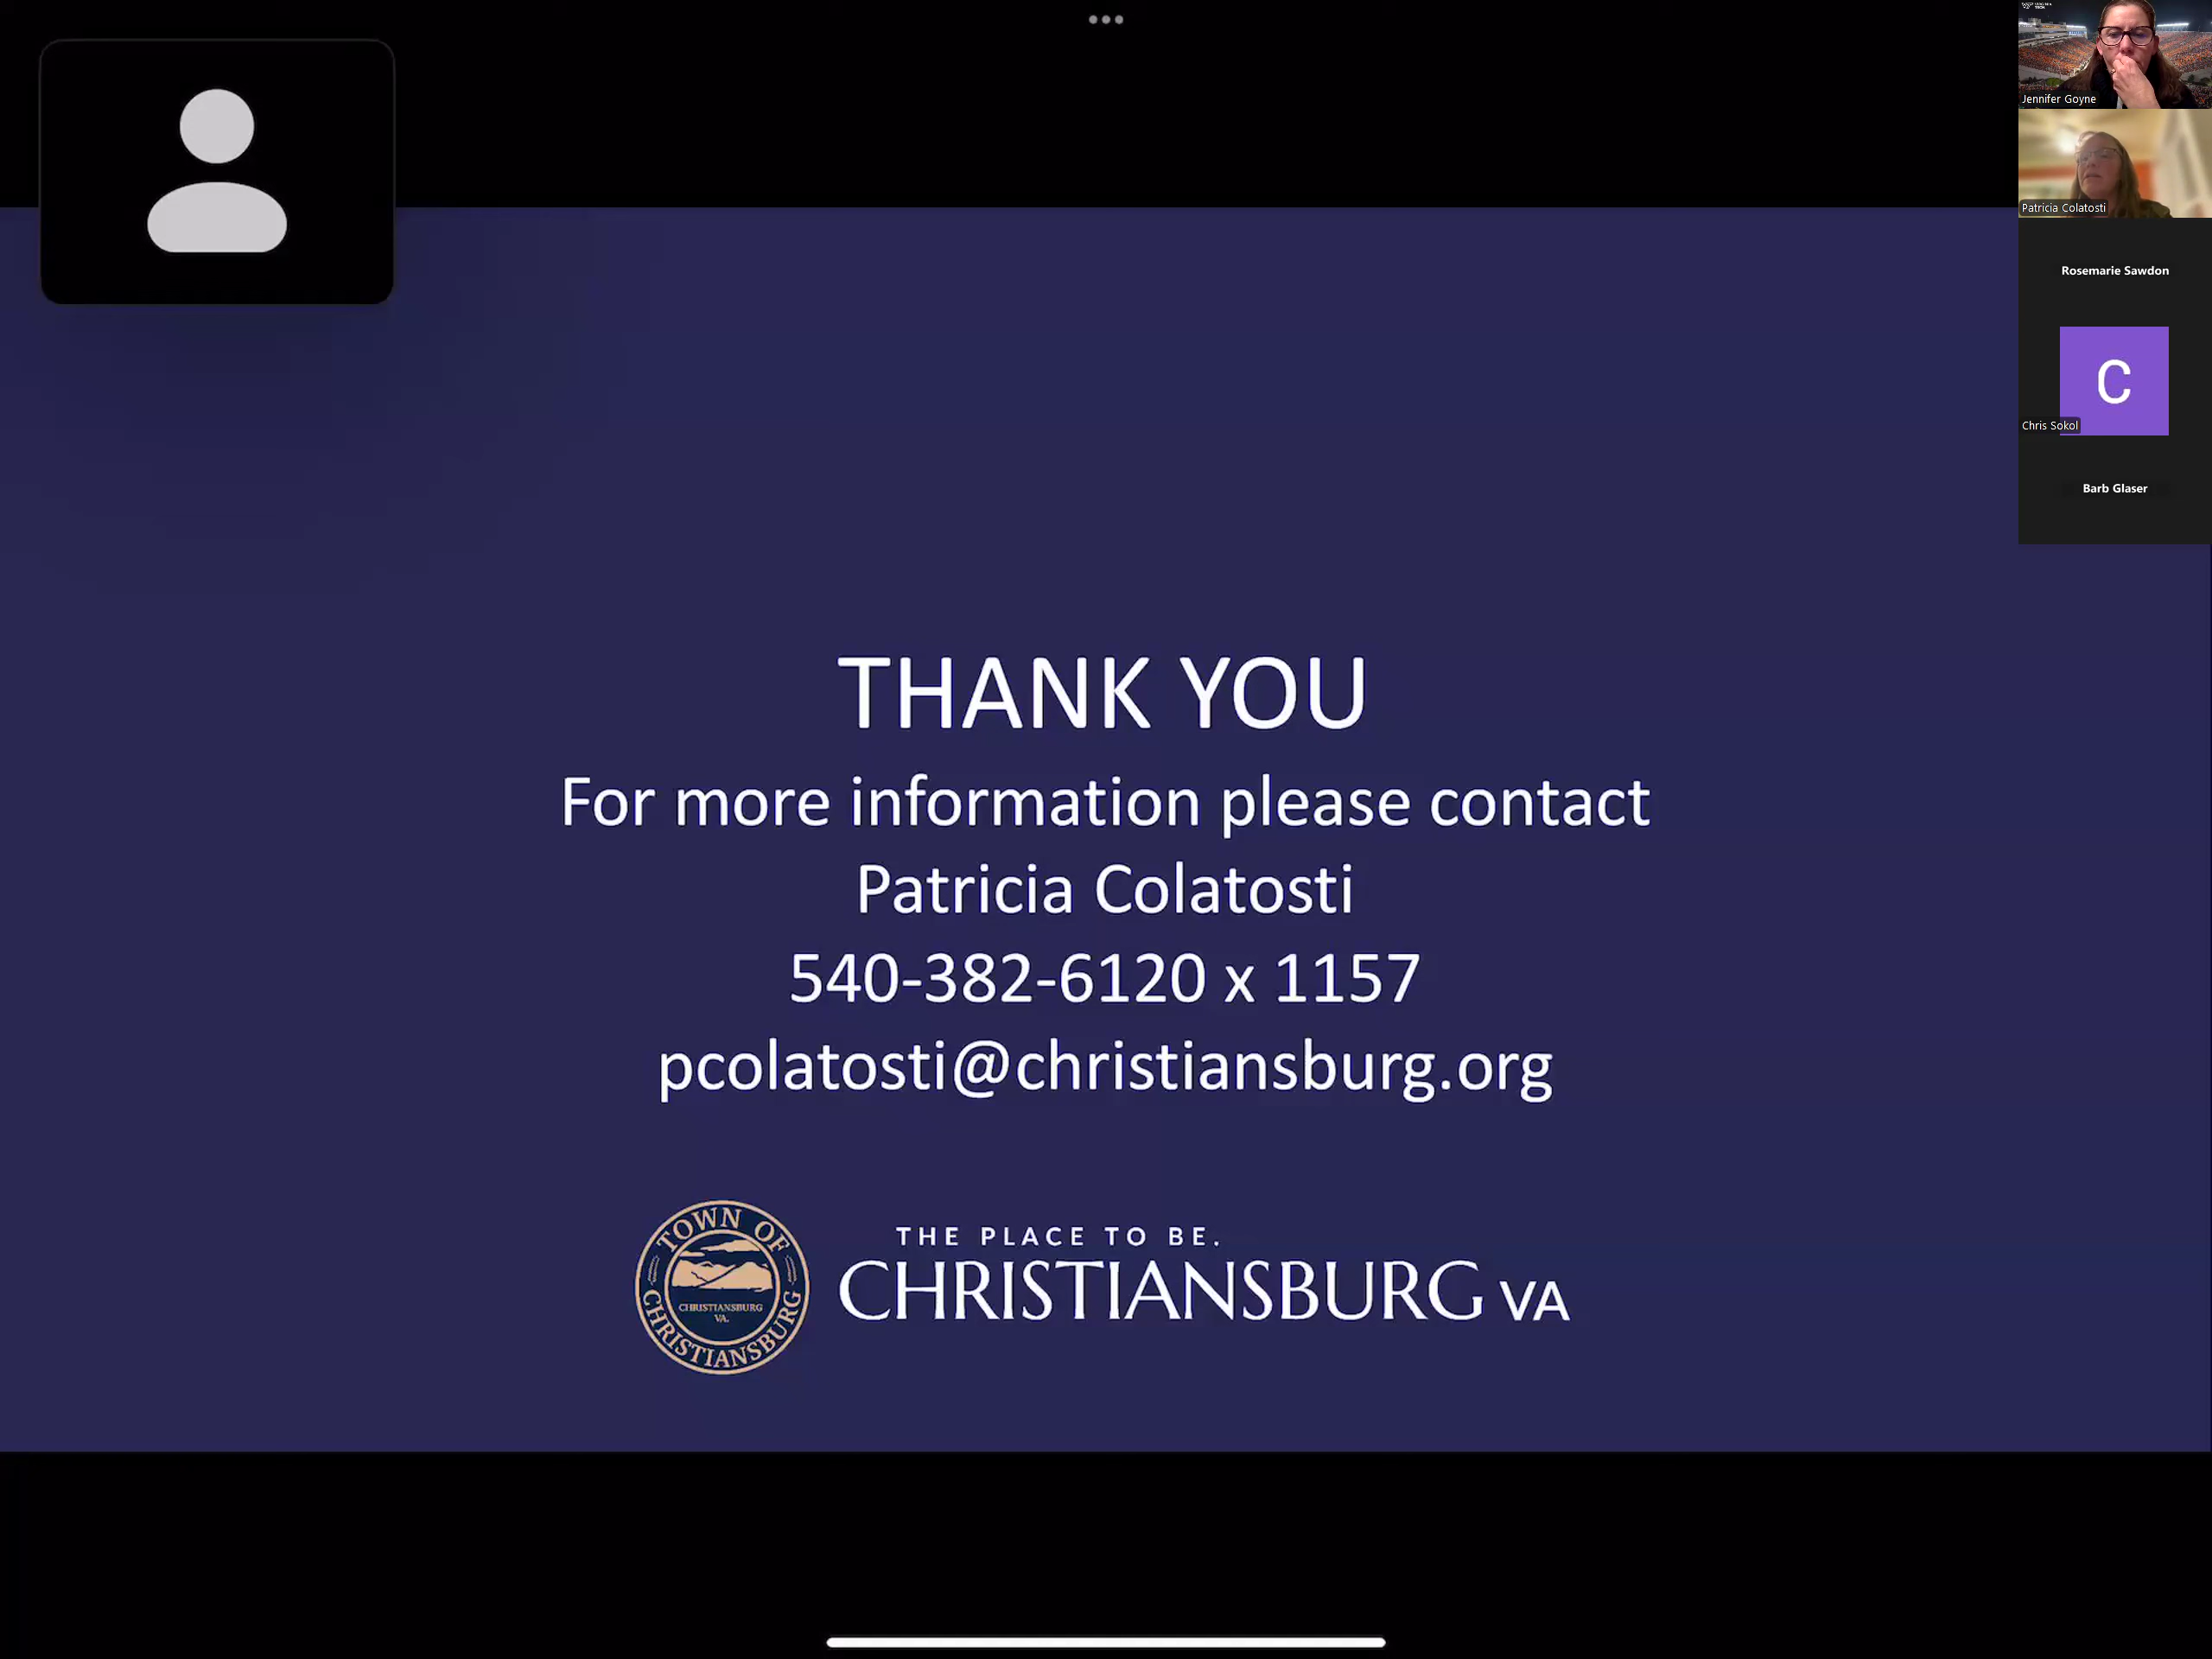 THANK YOU
For more information please contact
Patricia Colatosti
540-382-6120 x 1157
pcolatosti@christiansburg.org
TOWN OF
CHRISTIANSBURG
CHRISTIANSBURG
VA.
THE PLACE TO BE.
CHRISTIANSBURG VA
Jennifer Goyne
Patricia Colatosti
Rosemarie Sawdon
C
Chris Sokol
Barb Glaser